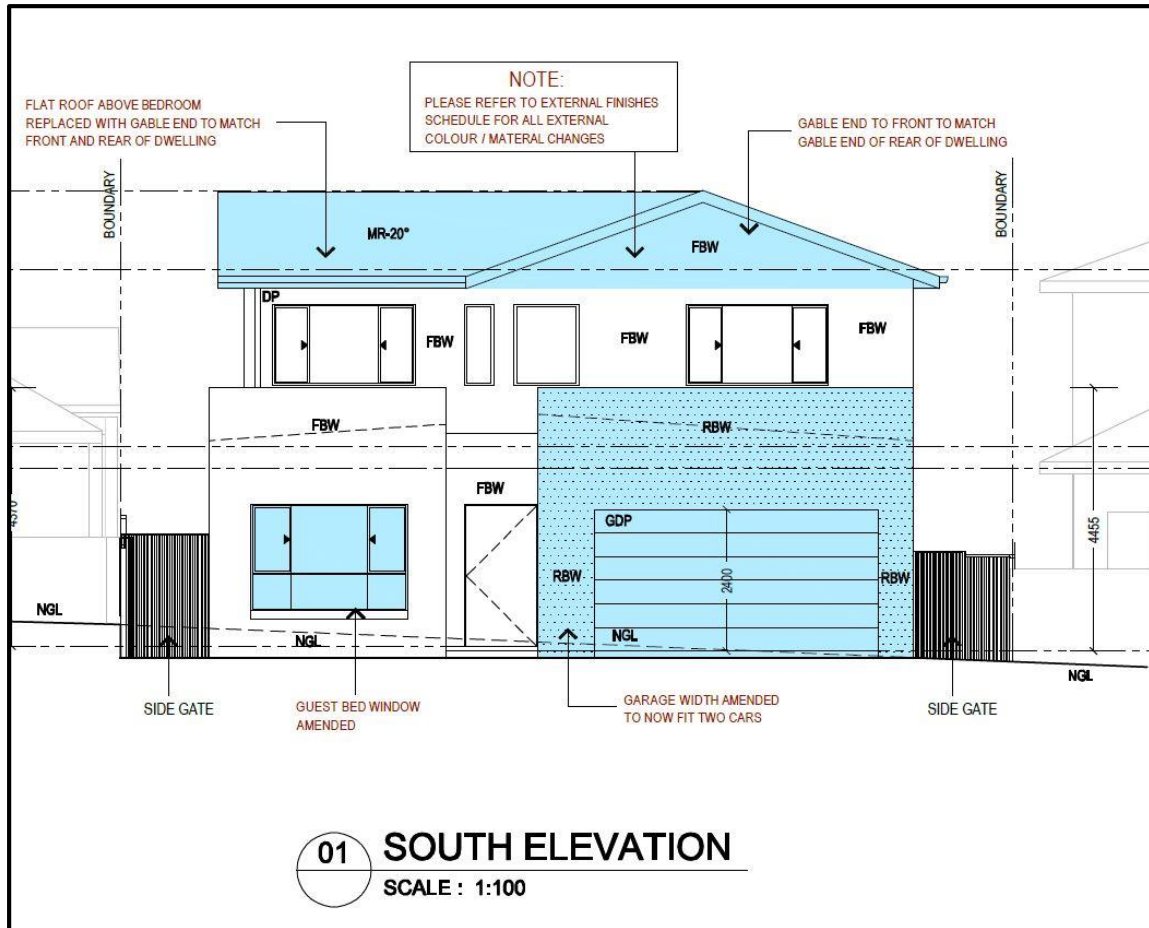 NOTE:
PLEASE REFER TO EXTERNAL FINISHES
SCHEDULE FOR ALL EXTERNAL
COLOUR / MATERAL CHANGES
FLAT ROOF ABOVE BEDROOM
REPLACED WITH GABLE END TO MATCH
FRONT AND REAR OF DWELLING
GABLE END TO FRONT TO MATCH
GABLE END OF REAR OF DWELLING
BOUNDARY
BOUNDARY
MR-20°
FBW
DP
FBW
FBW
FBW
FBW
RBW
FBW
4455
GDP
2400
RBW
RBW
NGL
NGL
NGL
NGL
SIDE GATE
GUEST BED WINDOW
AMENDED
GARAGE WIDTH AMENDED
TO NOW FIT TWO CARS
SIDE GATE
01
SOUTH ELEVATION
SCALE : 1:100